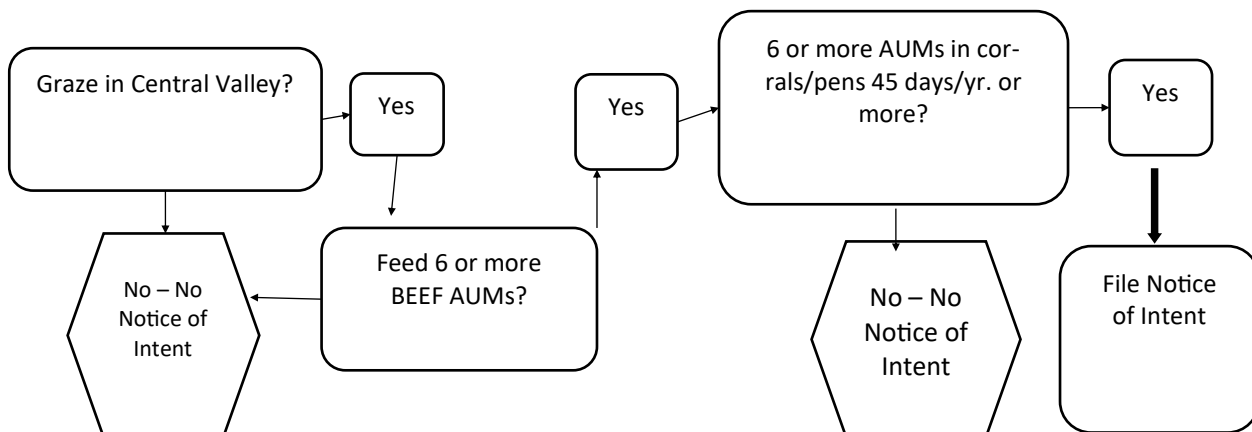 Graze in Central Valley?
Yes
Feed 6 or more
BEEF AUMs?
No – No
Notice of
Intent
Yes
6 or more AUMs in cor-
rals/pens 45 days/yr. or
more?
Yes
No – No
Notice of
Intent
File Notice
of Intent